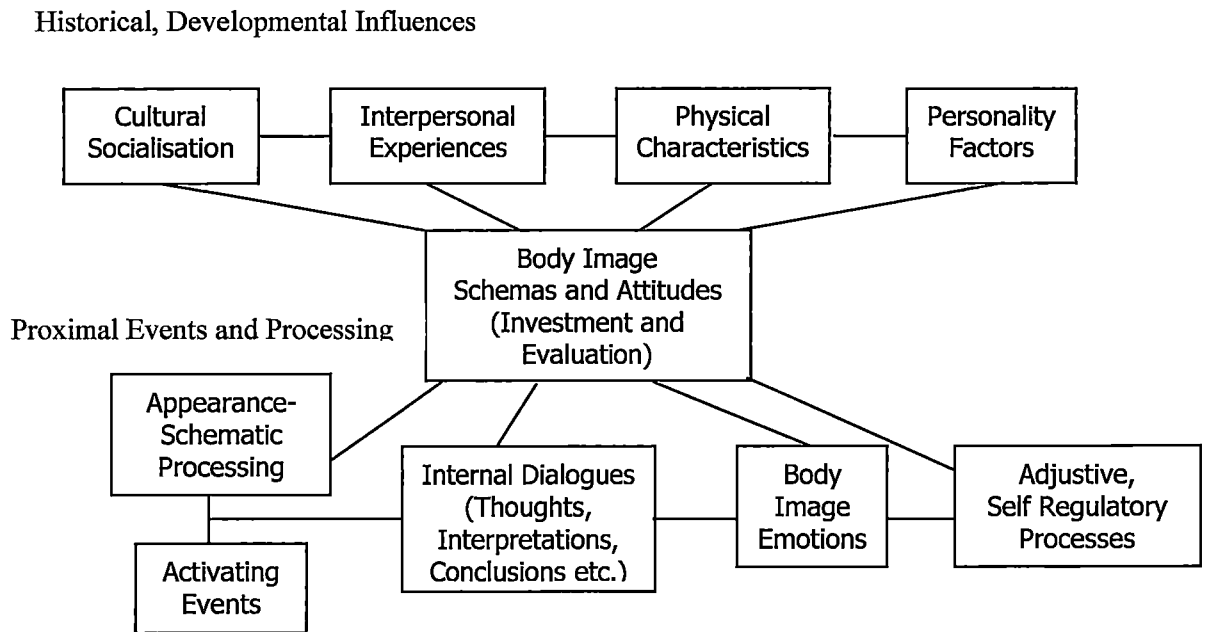 Historical, Developmental Influences
Cultural
Socialisation
Interpersonal
Experiences
Physical
Characteristics
Personality
Factors
Body Image
Schemas and Attitudes
(Investment and
Evaluation)
Proximal Events and Processing
Appearance-
Schematic
Processing
Internal Dialogues
(Thoughts,
Interpretations,
Conclusions etc.)
Body
Image
Emotions
Adjustive,
Self Regulatory
Processes
Activating
Events